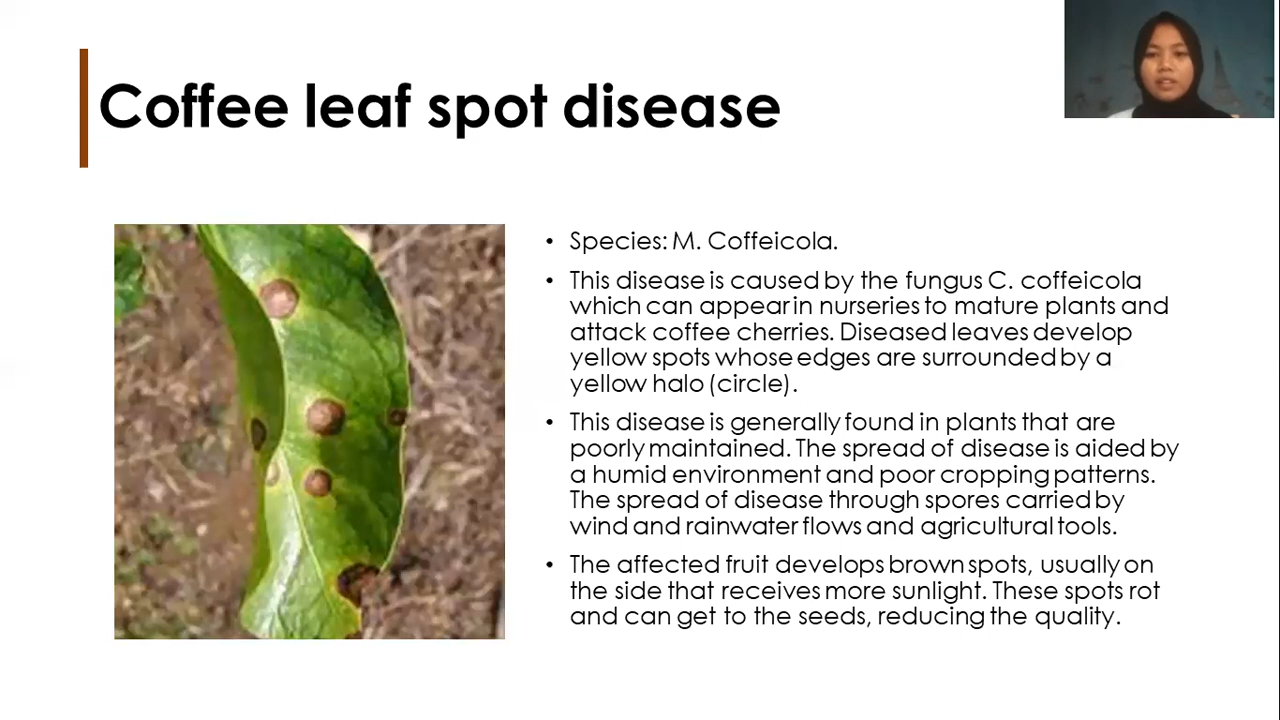 Coffee leaf spot disease
• Species: M. Coffeicola.
• This disease is caused by the fungus C. coffeicola
which can appear in nurseries to mature plants and
attack coffee cherries. Diseased leaves develop
yellow spots whose edges are surrounded by a
yellow halo (circle).
• This disease is generally found in plants that are
poorly maintained. The spread of disease is aided by
a humid environment and poor cropping patterns.
The spread of disease through spores carried by
wind and rainwater flows and agricultural tools.
• The affected fruit develops brown spots, usually on
the side that receives more sunlight. These spots rot
and can get to the seeds, reducing the quality.